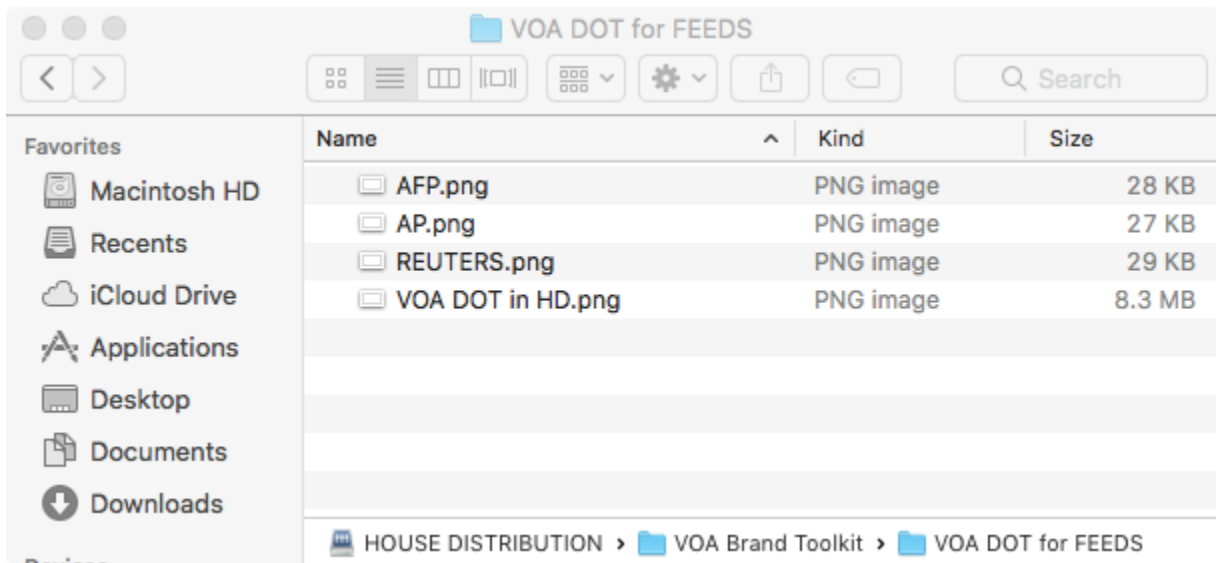 VOA DOT for FEEDS
Search
Favorites
Macintosh HD
Recents
iCloud Drive
Applications
Desktop
Documents
Downloads
Name Kind Size
AFP.png PNG image 28 KB
AP.png PNG image 27 KB
REUTERS.png PNG image 29 KB
VOA DOT in HD.png PNG image 8.3 MB
HOUSE DISTRIBUTION › VOA Brand Toolkit › VOA DOT for FEEDS